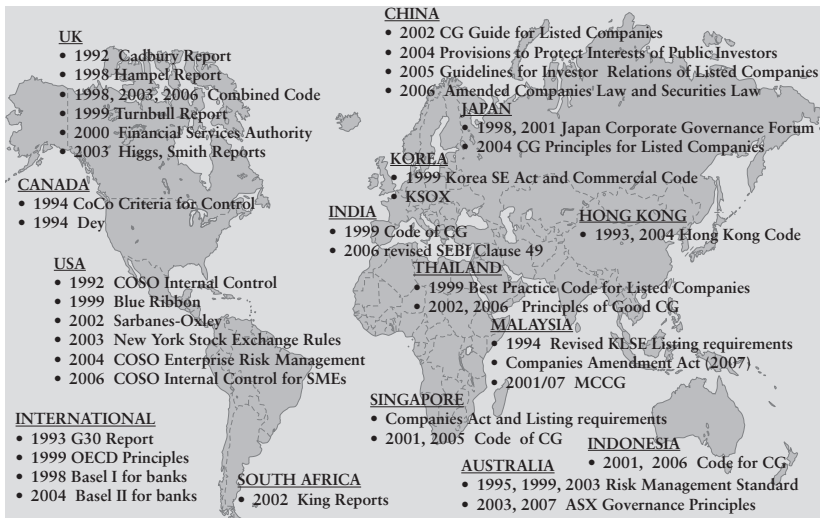 UK
• 1992 Cadbury Report
• 1998 Hampel Report
• 1998, 2003, 2006 Combined Code
• 1999 Turnbull Report
• 2000 Financial Services Authority
• 2003 Higgs, Smith Reports
CANADA
• 1994 CoCo Criteria for Control
• 1994 Dey
USA
• 1992 COSO Internal Control
• 1999 Blue Ribbon
• 2002 Sarbanes-Oxley
• 2003 New York Stock Exchange Rules
• 2004 COSO Enterprise Risk Management
• 2006 COSO Internal Control for SMEs
INTERNATIONAL
• 1993 G30 Report
• 1999 OECD Principles
• 1998 Basel I for banks
• 2004 Basel II for banks
SOUTH AFRICA
• 2002 King Reports
CHINA
• 2002 CG Guide for Listed Companies
• 2004 Provisions to Protect Interests of Public Investors
• 2005 Guidelines for Investor Relations of Listed Companies
• 2006 Amended Companies Law and Securities Law
JAPAN
• 1998, 2001 Japan Corporate Governance Forum
• 2004 CG Principles for Listed Companies
KOREA
• 1999 Korea SE Act and Commercial Code
• KSOX
INDIA
• 1999 Code of CG
• 2006 revised SEBI Clause 49
HONG KONG
• 1993, 2004 Hong Kong Code
THAILAND
• 1999 Best Practice Code for Listed Companies
• 2002, 2006 Principles of Good CG
MALAYSIA
• 1994 Revised KLSE Listing requirements
• Companies Amendment Act (2007)
• 2001/07 MCCG
SINGAPORE
• Companies Act and Listing requirements
• 2001, 2005 Code of CG
INDONESIA
• 2001, 2006 Code for CG
AUSTRALIA
• 1995, 1999, 2003 Risk Management Standard
• 2003, 2007 ASX Governance Principles